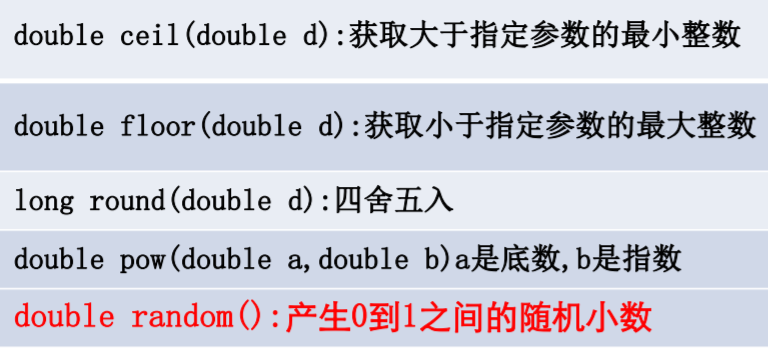 double ceil(double d):获取大于指定参数的最小整数
double floor(double d):获取小于指定参数的最大整数
long round(double d):四舍五入
double pow(double a,double b)a是底数,b是指数
double random():产生0到1之间的随机小数